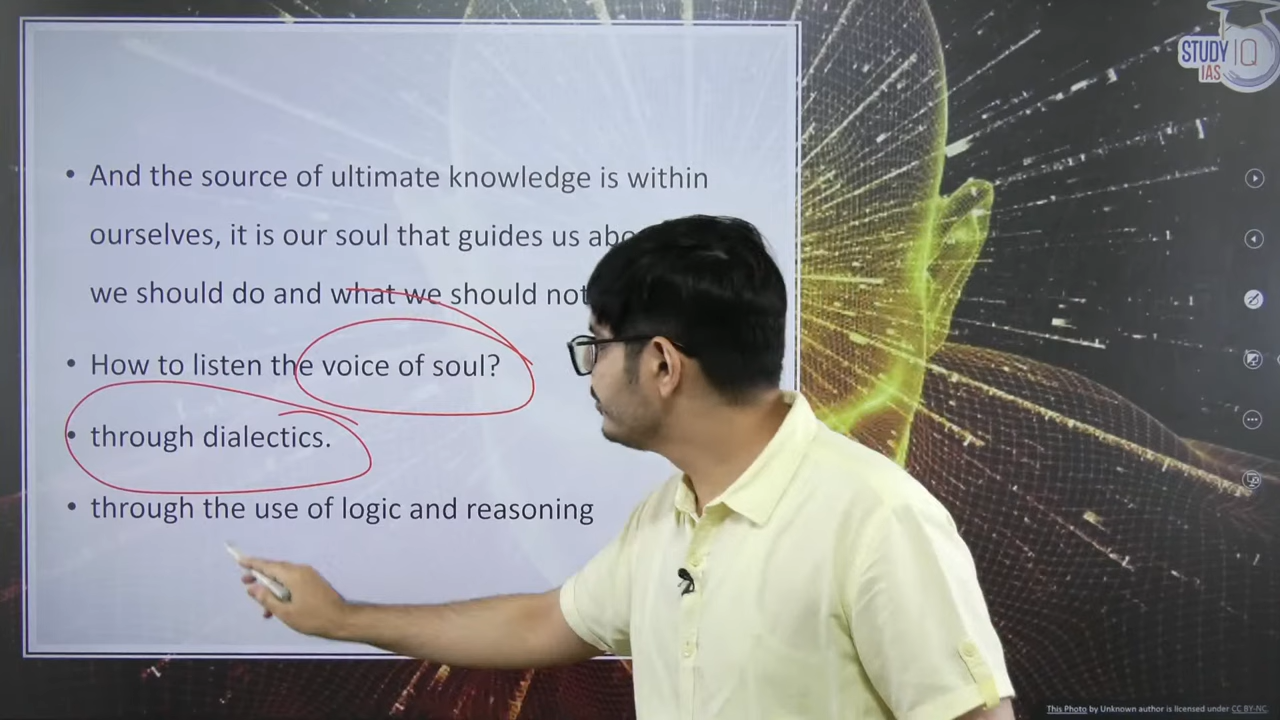 STUDY IQ
IAS
• And the source of ultimate knowledge is within
ourselves, it is our soul that guides us
we should do and what we should not
• How to listen the voice of soul?
• through dialectics.
• through the use of logic and reasoning
This Photo by Unknown author is licensed under CC BY-NC.